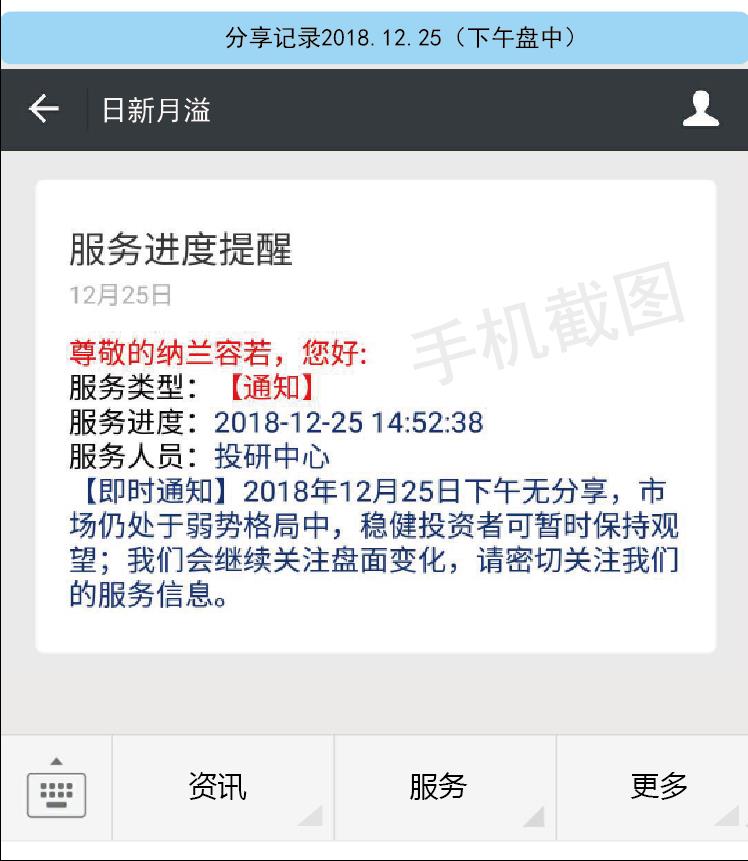 分享记录2018.12.25（下午盘中）
日新月溢
服务进度提醒
12月25日
手机截图
尊敬的纳兰容若，您好:
服务类型：【通知】
服务进度：2018-12-25 14:52:38
服务人员：投研中心
【即时通知】2018年12月25日下午无分享，市
场仍处于弱势格局中，稳健投资者可暂时保持观
望；我们会继续关注盘面变化，请密切关注我们
的服务信息。
资讯
服务
更多